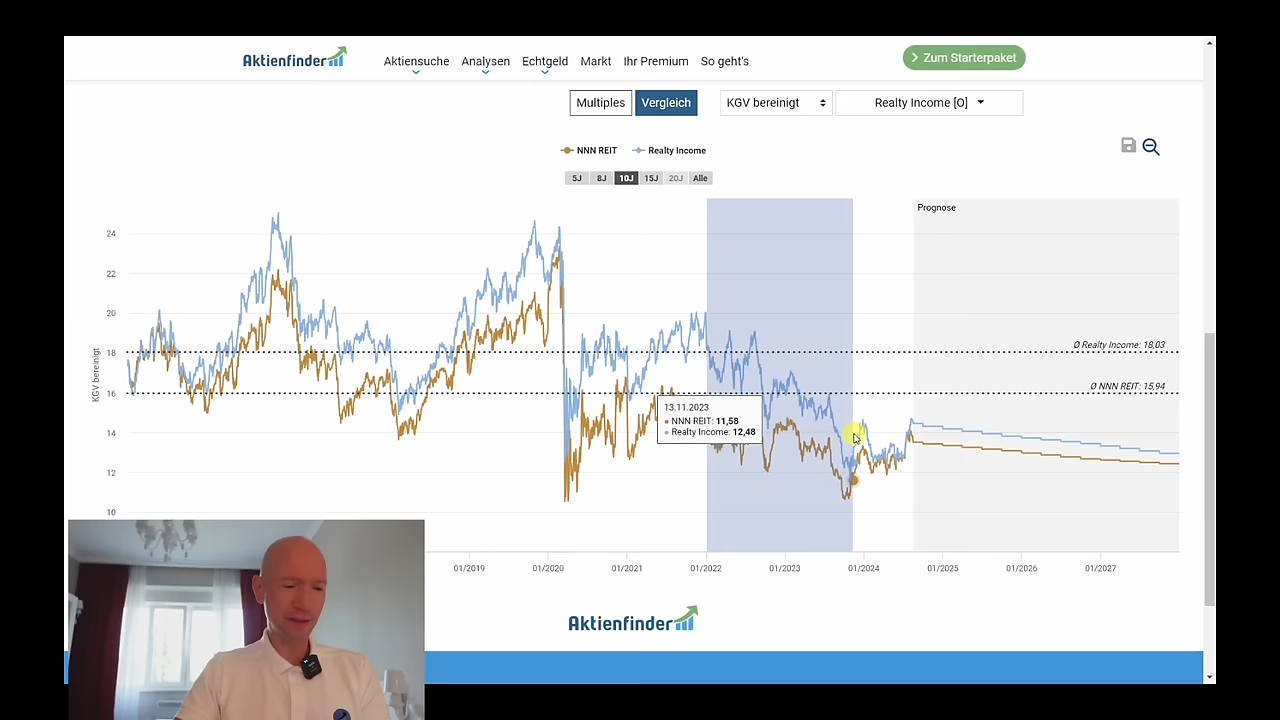 Aktienfinder
Aktiensuche Analysen Echtgeld Markt Ihr Premium So geht's
Zum Starterpaket
Multiples Vergleich KGV bereinigt Realty Income [O]
NNN REIT Realty Income
5J 8J 10J 15J 20J Alle
Prognose
24
22
20
18
16
14
12
10
KGV bereinigt
Ø Realty Income: 18,03
Ø NNN REIT: 15,94
13.11.2023
NNN REIT: 11,58
Realty Income: 12,48
01/2019 01/2020 01/2021 01/2022 01/2023 01/2024 01/2025 01/2026 01/2027
Aktienfinder